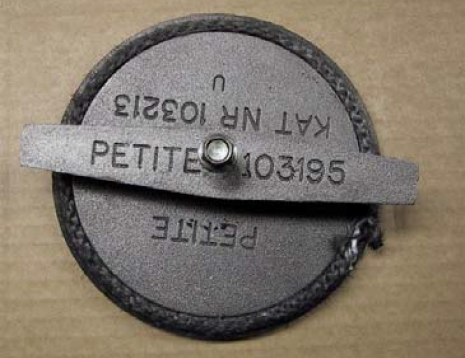 PETITE 103195
PETITE
KAT NR 103213
U